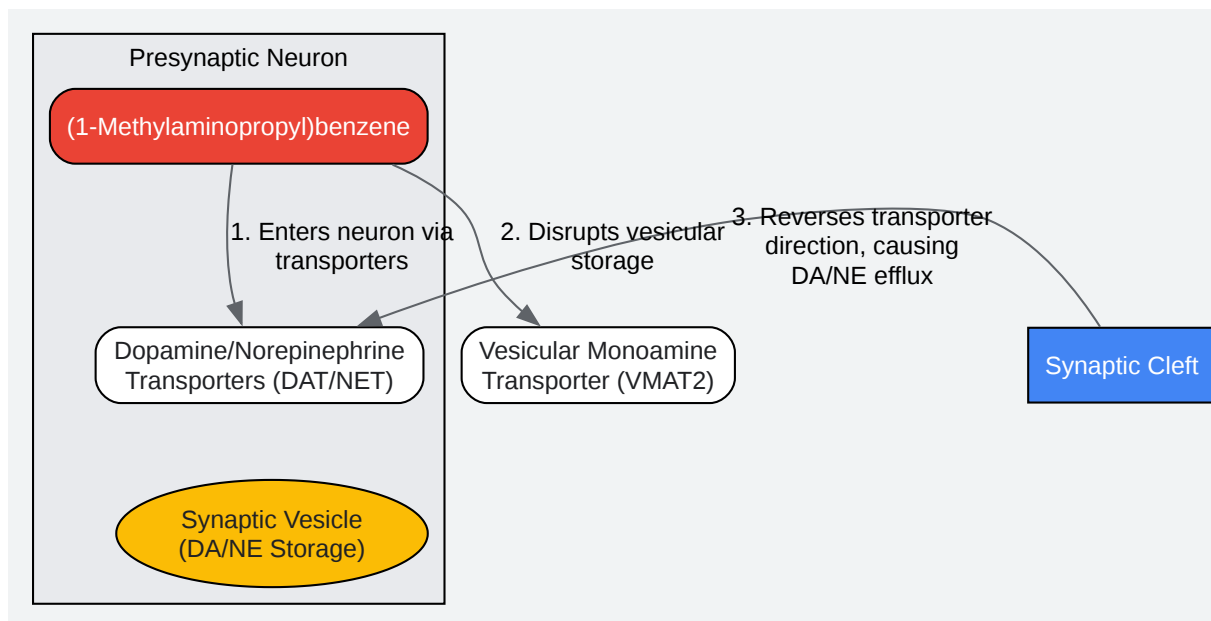 Presynaptic Neuron
(1-Methylaminopropyl)benzene
1. Enters neuron via
transporters
2. Disrupts vesicular
storage
3. Reverses transporter
direction, causing
DA/NE efflux
Dopamine/Norepinephrine
Transporters (DAT/NET)
Vesicular Monoamine
Transporter (VMAT2)
Synaptic Cleft
Synaptic Vesicle
(DA/NE Storage)